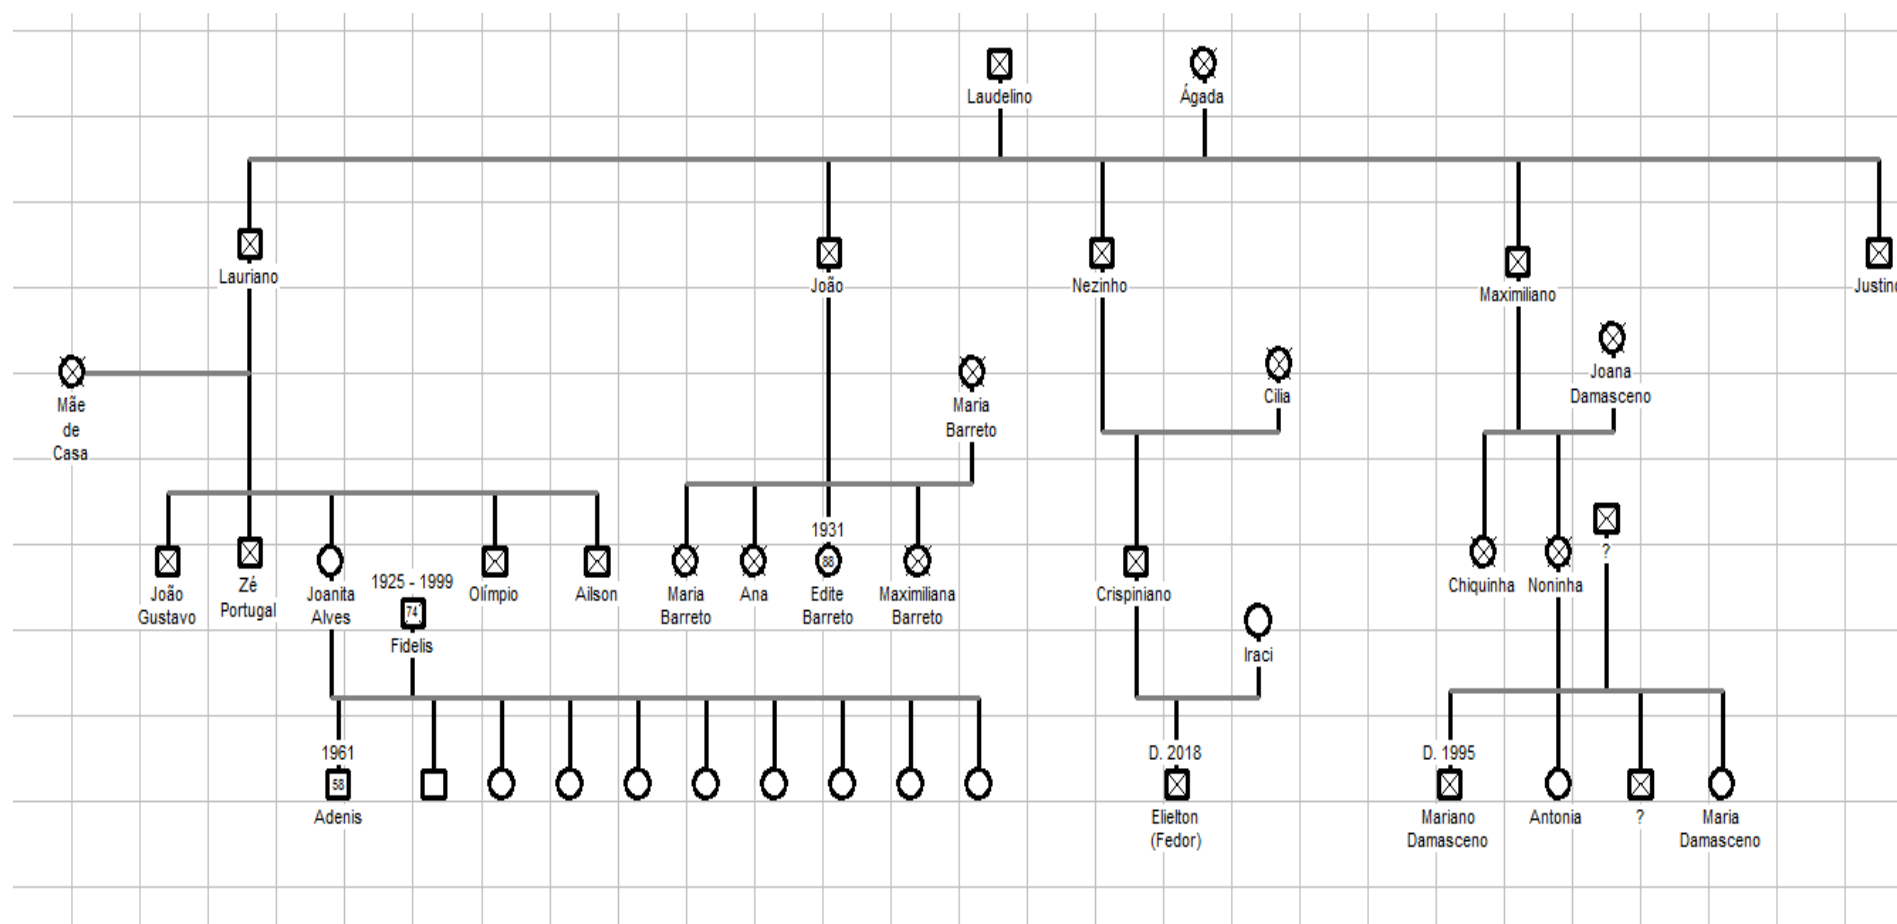 Laudelino
Ágada
Lauriano
João
Nezinho
Maximiliano
Justino
Mãe
de
Casa
Maria
Barreto
Cilia
Joana
Damasceno
João
Gustavo
Zé
Portugal
Joanita
Alves
1925 - 1999
74
Fidelis
Olímpio
Ailson
Maria
Barreto
Ana
1931
88
Edite
Barreto
Maximiliana
Barreto
Crispiniano
Iraci
Chiquinha
Noninha
?
1961
58
Adenis
D. 2018
Elielton
(Fedor)
D. 1995
Mariano
Damasceno
Antonia
?
Maria
Damasceno